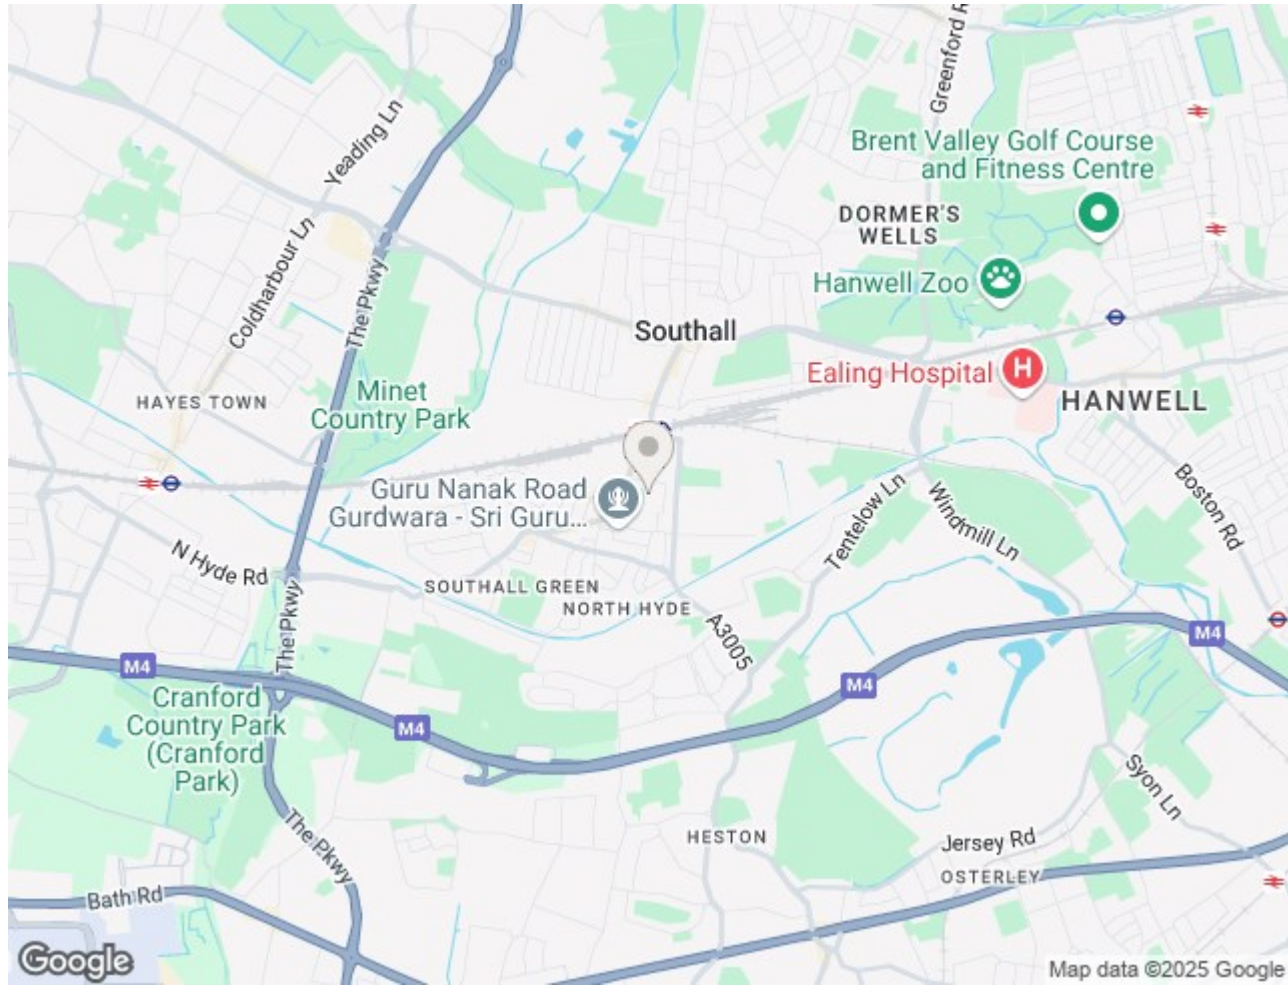 Greenford R
Yeading Ln
Brent Valley Golf Course
and Fitness Centre
DORMER'S
WELLS
Coldharbour Ln
The Pkwy
Hanwell Zoo
Southall
Ealing Hospital
H
HANWELL
HAYES TOWN
Minet
Country Park
Guru Nanak Road
Gurdwara - Sri Guru...
Tentelow Ln
Windmill Ln
Boston Rd
N Hyde Rd
SOUTHALL GREEN
NORTH HYDE
The Pkwy
A3005
M4
M4
M4
M4
Cranford
Country Park
(Cranford
Park)
Syon Ln
The Pkwy
HESTON
Jersey Rd
OSTERLEY
Bath Rd
Google
Map data ©2025 Google